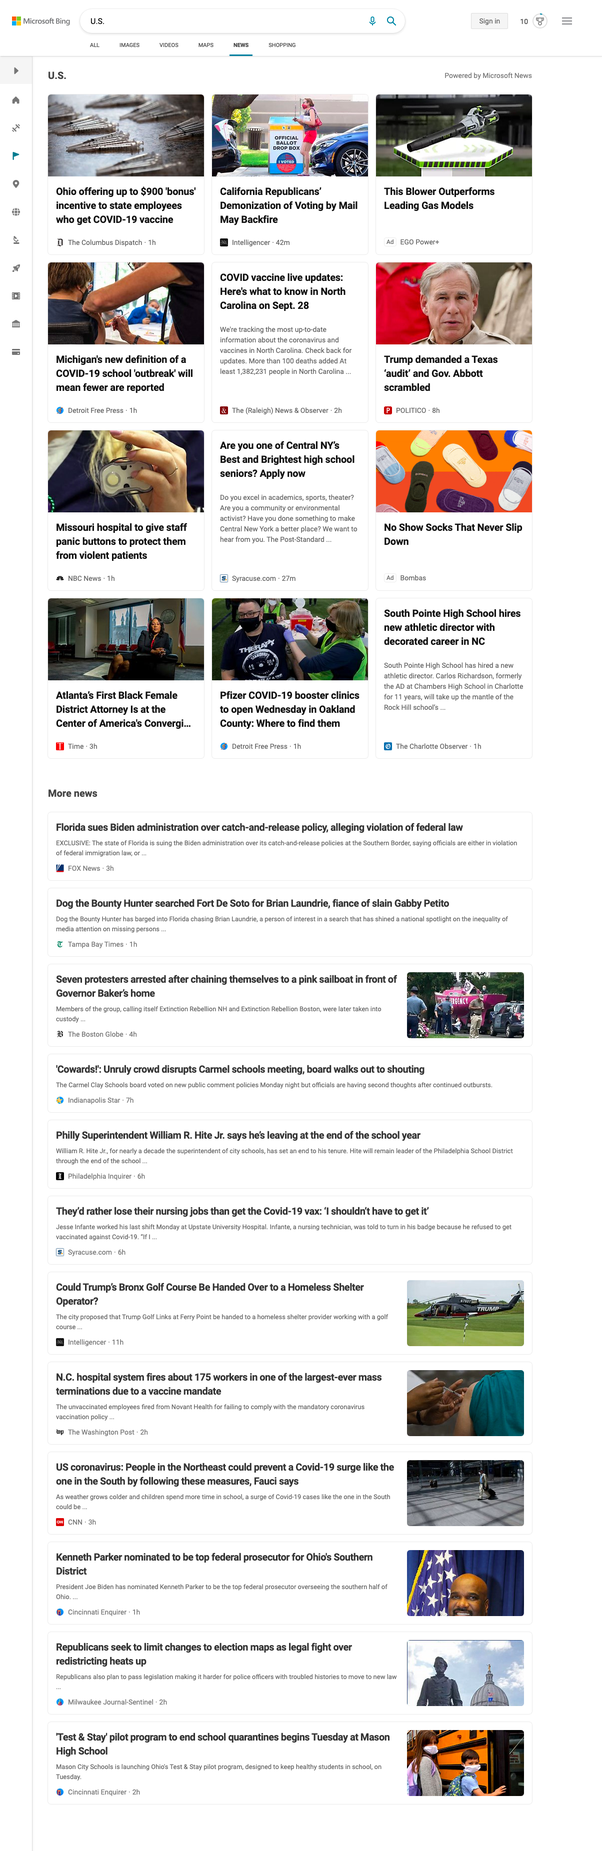 Microsoft Bing
U.S.
Sign in
10
ALL
IMAGES
VIDEOS
MAPS
NEWS
SHOPPING
U.S.
Powered by Microsoft News
OFFICIAL
BALLOT
DROP BOX
I VOTED
Ohio offering up to $900 'bonus'
incentive to state employees
who get COVID-19 vaccine
The Columbus Dispatch · 1h
California Republicans’
Demonization of Voting by Mail
May Backfire
Intelligencer · 42m
This Blower Outperforms
Leading Gas Models
Ad EGO Power+
Michigan's new definition of a
COVID-19 school 'outbreak' will
mean fewer are reported
Detroit Free Press · 1h
COVID vaccine live updates:
Here’s what to know in North
Carolina on Sept. 28
We're tracking the most up-to-date
information about the coronavirus and
vaccines in North Carolina. Check back for
updates. More than 100 deaths added At
least 1,382,231 people in North Carolina ...
The (Raleigh) News & Observer · 2h
Trump demanded a Texas
‘audit’ and Gov. Abbott
scrambled
POLITICO · 8h
Missouri hospital to give staff
panic buttons to protect them
from violent patients
NBC News · 1h
Are you one of Central NY’s
Best and Brightest high school
seniors? Apply now
Do you excel in academics, sports, theater?
Are you a community or environmental
activist? Have you done something to make
Central New York a better place? We want to
hear from you. The Post-Standard ...
Syracuse.com · 27m
No Show Socks That Never Slip
Down
Ad Bombas
Atlanta’s First Black Female
District Attorney Is at the
Center of America’s Convergi...
Time · 3h
THERAPY
Pfizer COVID-19 booster clinics
to open Wednesday in Oakland
County: Where to find them
Detroit Free Press · 1h
South Pointe High School hires
new athletic director with
decorated career in NC
South Pointe High School has hired a new
athletic director. Carlos Richardson, formerly
the AD at Chambers High School in Charlotte
for 11 years, will take up the mantle of the
Rock Hill school's ...
The Charlotte Observer · 1h
More news
Florida sues Biden administration over catch-and-release policy, alleging violation of federal law
EXCLUSIVE: The state of Florida is suing the Biden administration over its catch-and-release policies at the Southern Border, saying officials are either in violation
of federal immigration law, or ...
FOX News · 3h
Dog the Bounty Hunter searched Fort De Soto for Brian Laundrie, fiance of slain Gabby Petito
Dog the Bounty Hunter has barged into Florida chasing Brian Laundrie, a person of interest in a search that has shined a national spotlight on the inequality of
media attention on missing persons ...
Tampa Bay Times · 1h
Seven protesters arrested after chaining themselves to a pink sailboat in front of
Governor Baker’s home
Members of the group, calling itself Extinction Rebellion NH and Extinction Rebellion Boston, were later taken into
custody ...
The Boston Globe · 4h
'Cowards!': Unruly crowd disrupts Carmel schools meeting, board walks out to shouting
The Carmel Clay Schools board voted on new public comment policies Monday night but officials are having second thoughts after continued outbursts.
Indianapolis Star · 7h
Philly Superintendent William R. Hite Jr. says he’s leaving at the end of the school year
William R. Hite Jr., for nearly a decade the superintendent of city schools, has set an end to his tenure. Hite will remain leader of the Philadelphia School District
through the end of the school ...
Philadelphia Inquirer · 6h
They’d rather lose their nursing jobs than get the Covid-19 vax: ‘I shouldn’t have to get it’
Jesse Infante worked his last shift Monday at Upstate University Hospital. Infante, a nursing technician, was told to turn in his badge because he refused to get
vaccinated against Covid-19. "If I ...
Syracuse.com · 6h
Could Trump’s Bronx Golf Course Be Handed Over to a Homeless Shelter
Operator?
The city proposed that Trump Golf Links at Ferry Point be handed to a homeless shelter provider working with a golf
course ...
Intelligencer · 11h
TRUMP
N.C. hospital system fires about 175 workers in one of the largest-ever mass
terminations due to a vaccine mandate
The unvaccinated employees fired from Novant Health for failing to comply with the mandatory coronavirus
vaccination policy ...
The Washington Post · 2h
US coronavirus: People in the Northeast could prevent a Covid-19 surge like the
one in the South by following these measures, Fauci says
As weather grows colder and children spend more time in school, a surge of Covid-19 cases like the one in the South
could be ...
CNN · 3h
Kenneth Parker nominated to be top federal prosecutor for Ohio's Southern
District
President Joe Biden has nominated Kenneth Parker to be the top federal prosecutor overseeing the southern half of
Ohio. ...
Cincinnati Enquirer · 1h
Republicans seek to limit changes to election maps as legal fight over
redistricting heats up
Republicans also plan to pass legislation making it harder for police officers with troubled histories to move to new law
...
Milwaukee Journal-Sentinel · 2h
'Test & Stay' pilot program to end school quarantines begins Tuesday at Mason
High School
Mason City Schools is launching Ohio's Test & Stay pilot program, designed to keep healthy students in school, on
Tuesday.
Cincinnati Enquirer · 2h